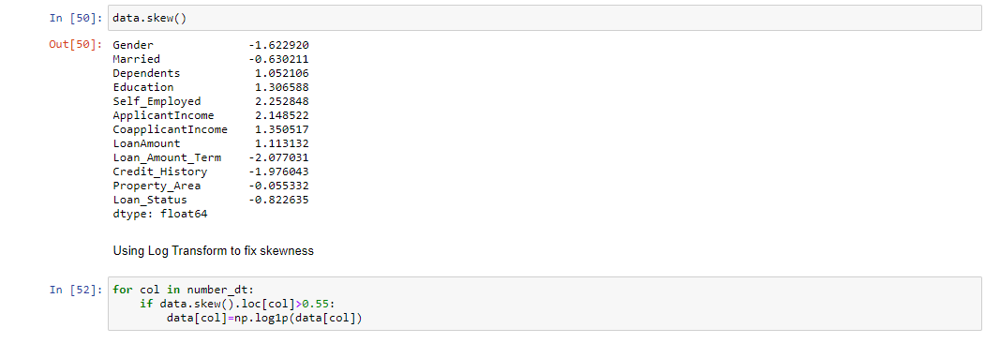 In [50]: data.skew()
Out[50]: Gender -1.622920
Married -0.630211
Dependents 1.052106
Education 1.306588
Self_Employed 2.252848
ApplicantIncome 2.148522
CoapplicantIncome 1.350517
LoanAmount 1.113132
Loan_Amount_Term -2.077031
Credit_History -1.976043
Property_Area -0.055332
Loan_Status -0.822635
dtype: float64
Using Log Transform to fix skewness
In [52]: for col in number_dt:
if data.skew().loc[col]>0.55:
data[col]=np.log1p(data[col])